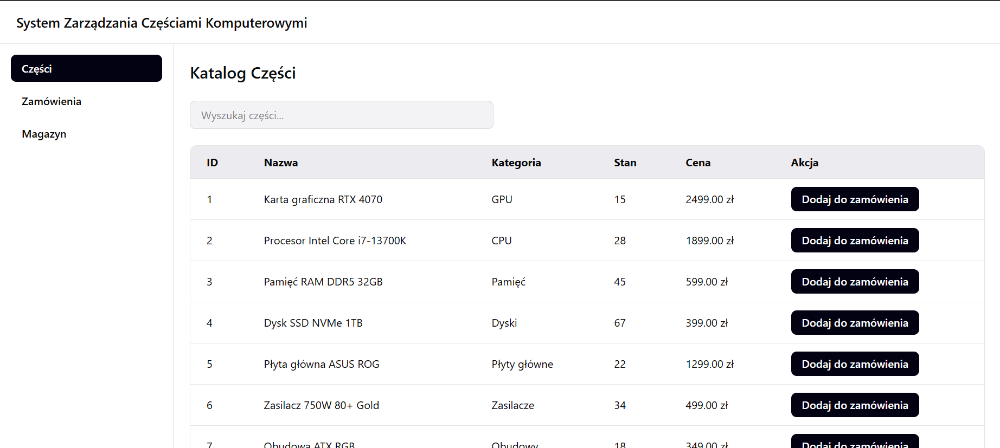 System Zarządzania Częściami Komputerowymi
Części
Zamówienia
Magazyn
Katalog Części
Wyszukaj części...
ID Nazwa Kategoria Stan Cena Akcja
1 Karta graficzna RTX 4070 GPU 15 2499.00 zł Dodaj do zamówienia
2 Procesor Intel Core i7-13700K CPU 28 1899.00 zł Dodaj do zamówienia
3 Pamięć RAM DDR5 32GB Pamięć 45 599.00 zł Dodaj do zamówienia
4 Dysk SSD NVMe 1TB Dyski 67 399.00 zł Dodaj do zamówienia
5 Płyta główna ASUS ROG Płyty główne 22 1299.00 zł Dodaj do zamówienia
6 Zasilacz 750W 80+ Gold Zasilacze 34 499.00 zł Dodaj do zamówienia
7 Obudowa ATX RGB Obudowy 18 349.00 zł Dodaj do zamówienia